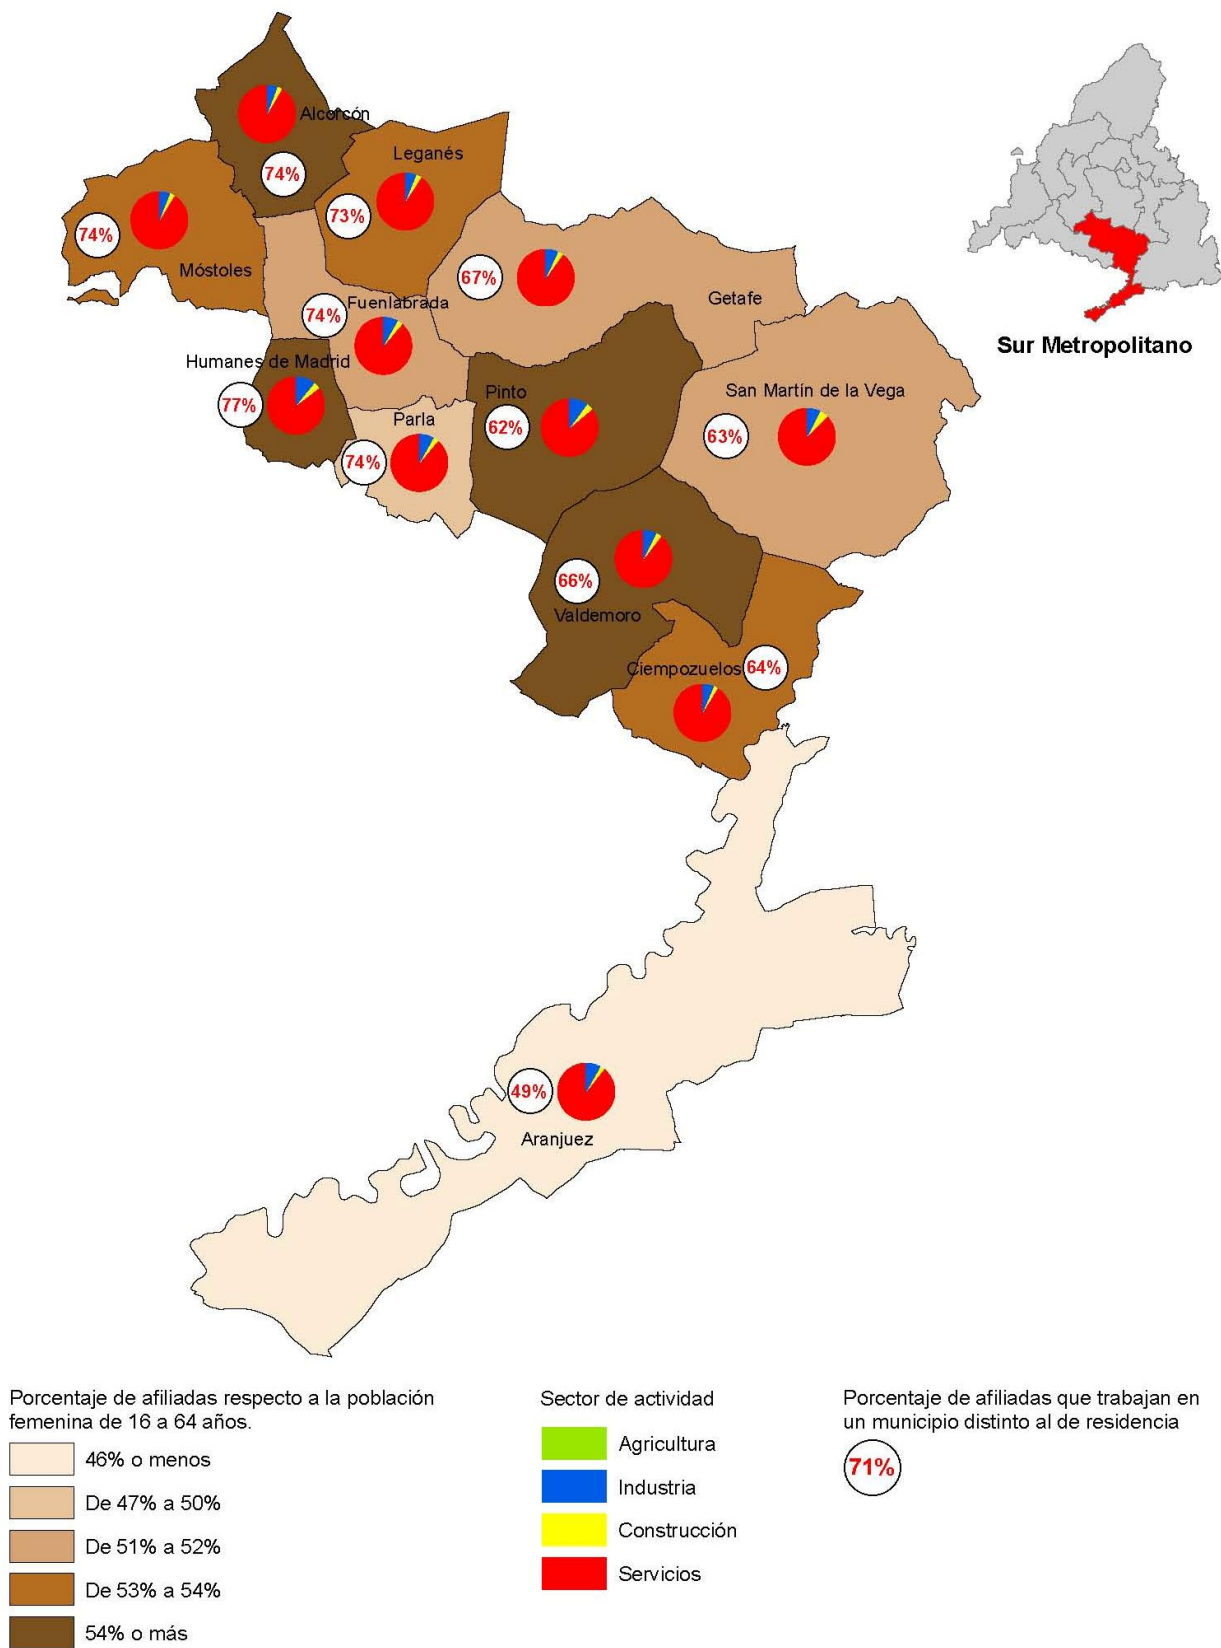 Alcorcón
74%
Leganés
73%
74%
Móstoles
67%
Getafe
Sur Metropolitano
Fuenlabrada
74%
Humanes de Madrid
77%
Pinto
62%
San Martín de la Vega
63%
Parla
74%
66%
Valdemoro
Ciempozuelos
64%
49%
Aranjuez
Porcentaje de afiliadas respecto a la población
femenina de 16 a 64 años.
46% o menos
De 47% a 50%
De 51% a 52%
De 53% a 54%
54% o más
Sector de actividad
Agricultura
Industria
Construcción
Servicios
Porcentaje de afiliadas que trabajan en
un municipio distinto al de residencia
71%